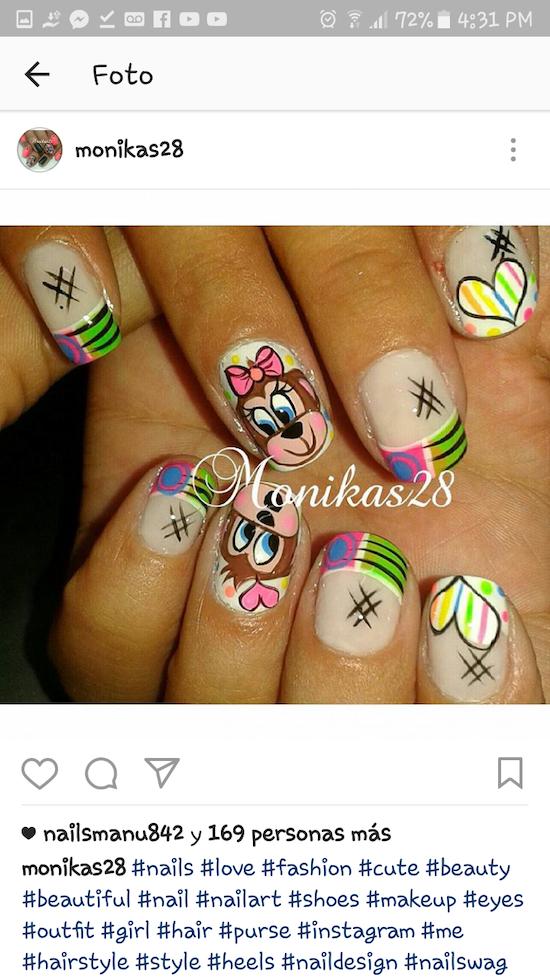 72% 4:31 PM
Foto
monikas28
Monikas28
nailsmanu842 y 169 personas más
monikas28 #nails #love #fashion #cute #beauty
#beautiful #nail #nailart #shoes #makeup #eyes
#outfit #girl #hair #purse #instagram #me
#hairstyle #style #heels #naildesign #nailswag